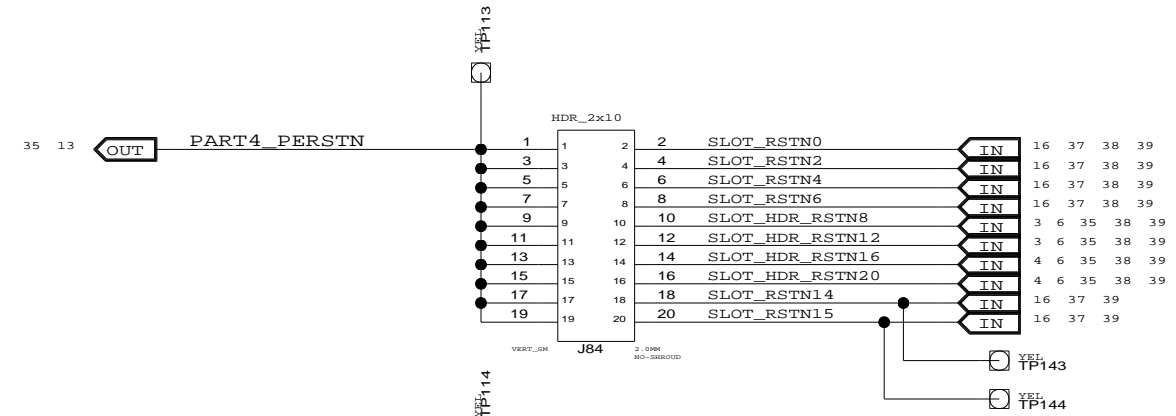 YEL
TP113
HDR_2x10
35 13 OUT PART4_PERSTN 1 1 2 2 SLOT_RSTN0 IN 16 37 38 39
3 3 4 4 SLOT_RSTN2 IN 16 37 38 39
5 5 6 6 SLOT_RSTN4 IN 16 37 38 39
7 7 8 8 SLOT_RSTN6 IN 16 37 38 39
9 9 10 10 SLOT_HDR_RSTN8 IN 3 6 35 38 39
11 11 12 12 SLOT_HDR_RSTN12 IN 3 6 35 38 39
13 13 14 14 SLOT_HDR_RSTN16 IN 4 6 35 38 39
15 15 16 16 SLOT_HDR_RSTN20 IN 4 6 35 38 39
17 17 18 18 SLOT_RSTN14 IN 16 37 39
19 19 20 20 SLOT_RSTN15 IN 16 37 39
VERT_SM J84 2.0MM
NO-SHROUD
YEL
TP143
YEL
TP144
YEL
TP114